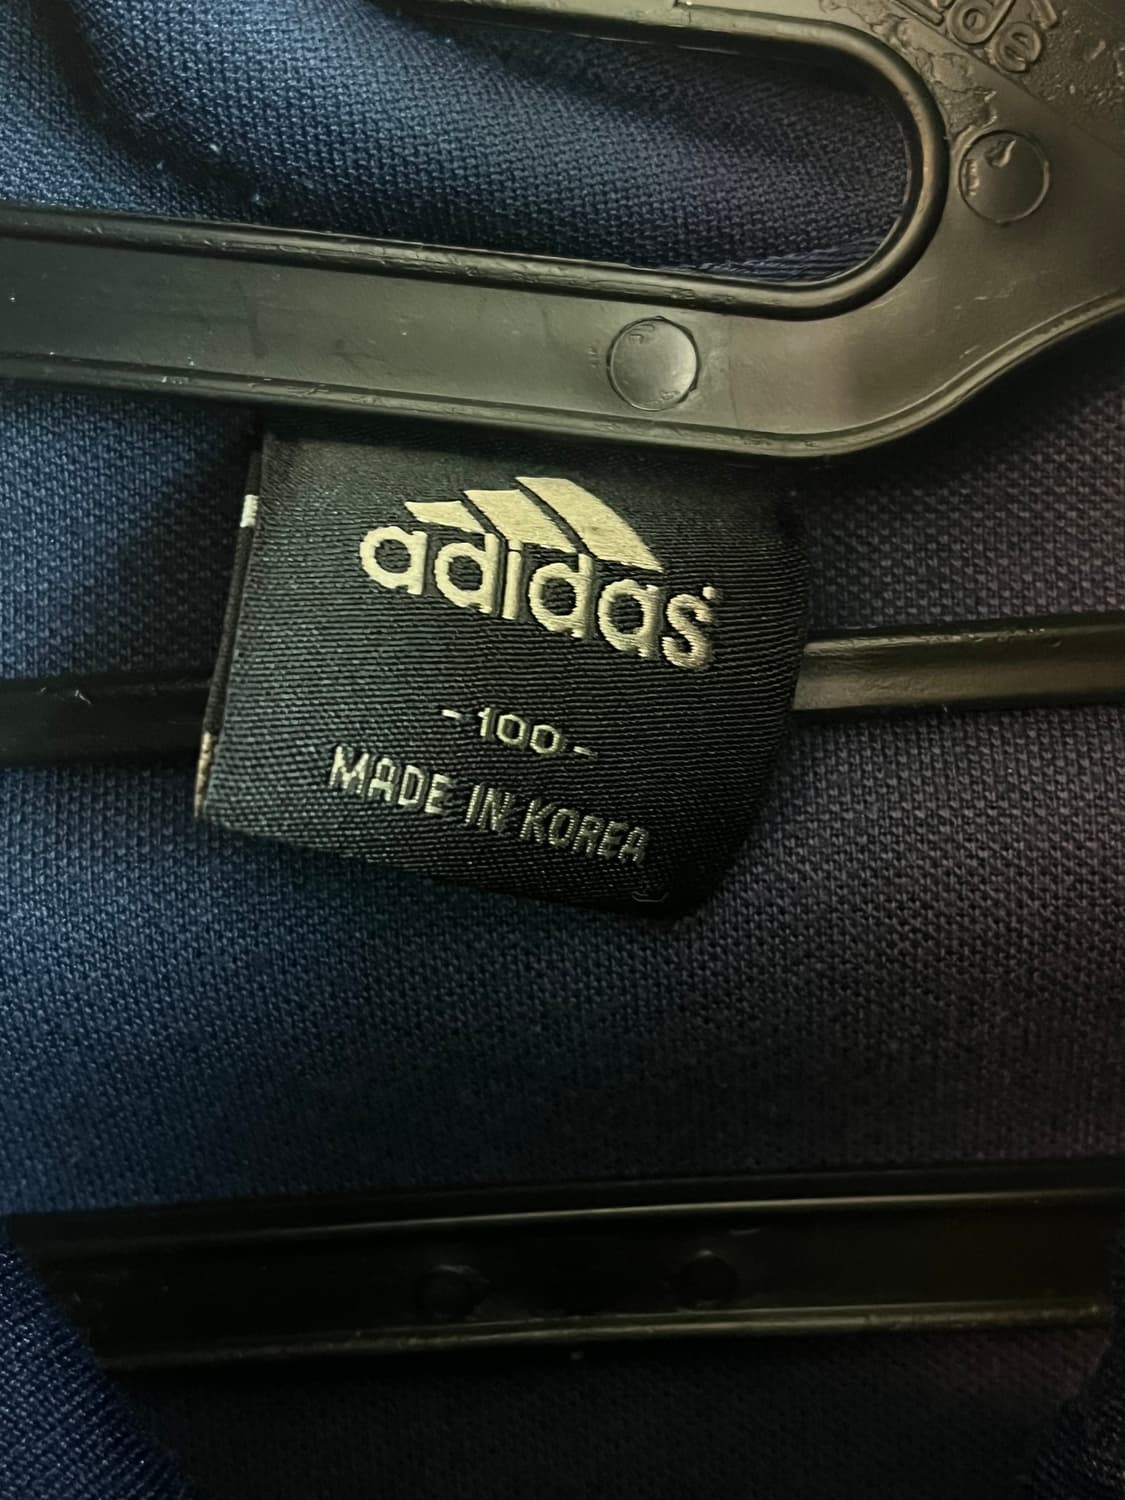 adidas
- 100 -
MADE IN KOREA